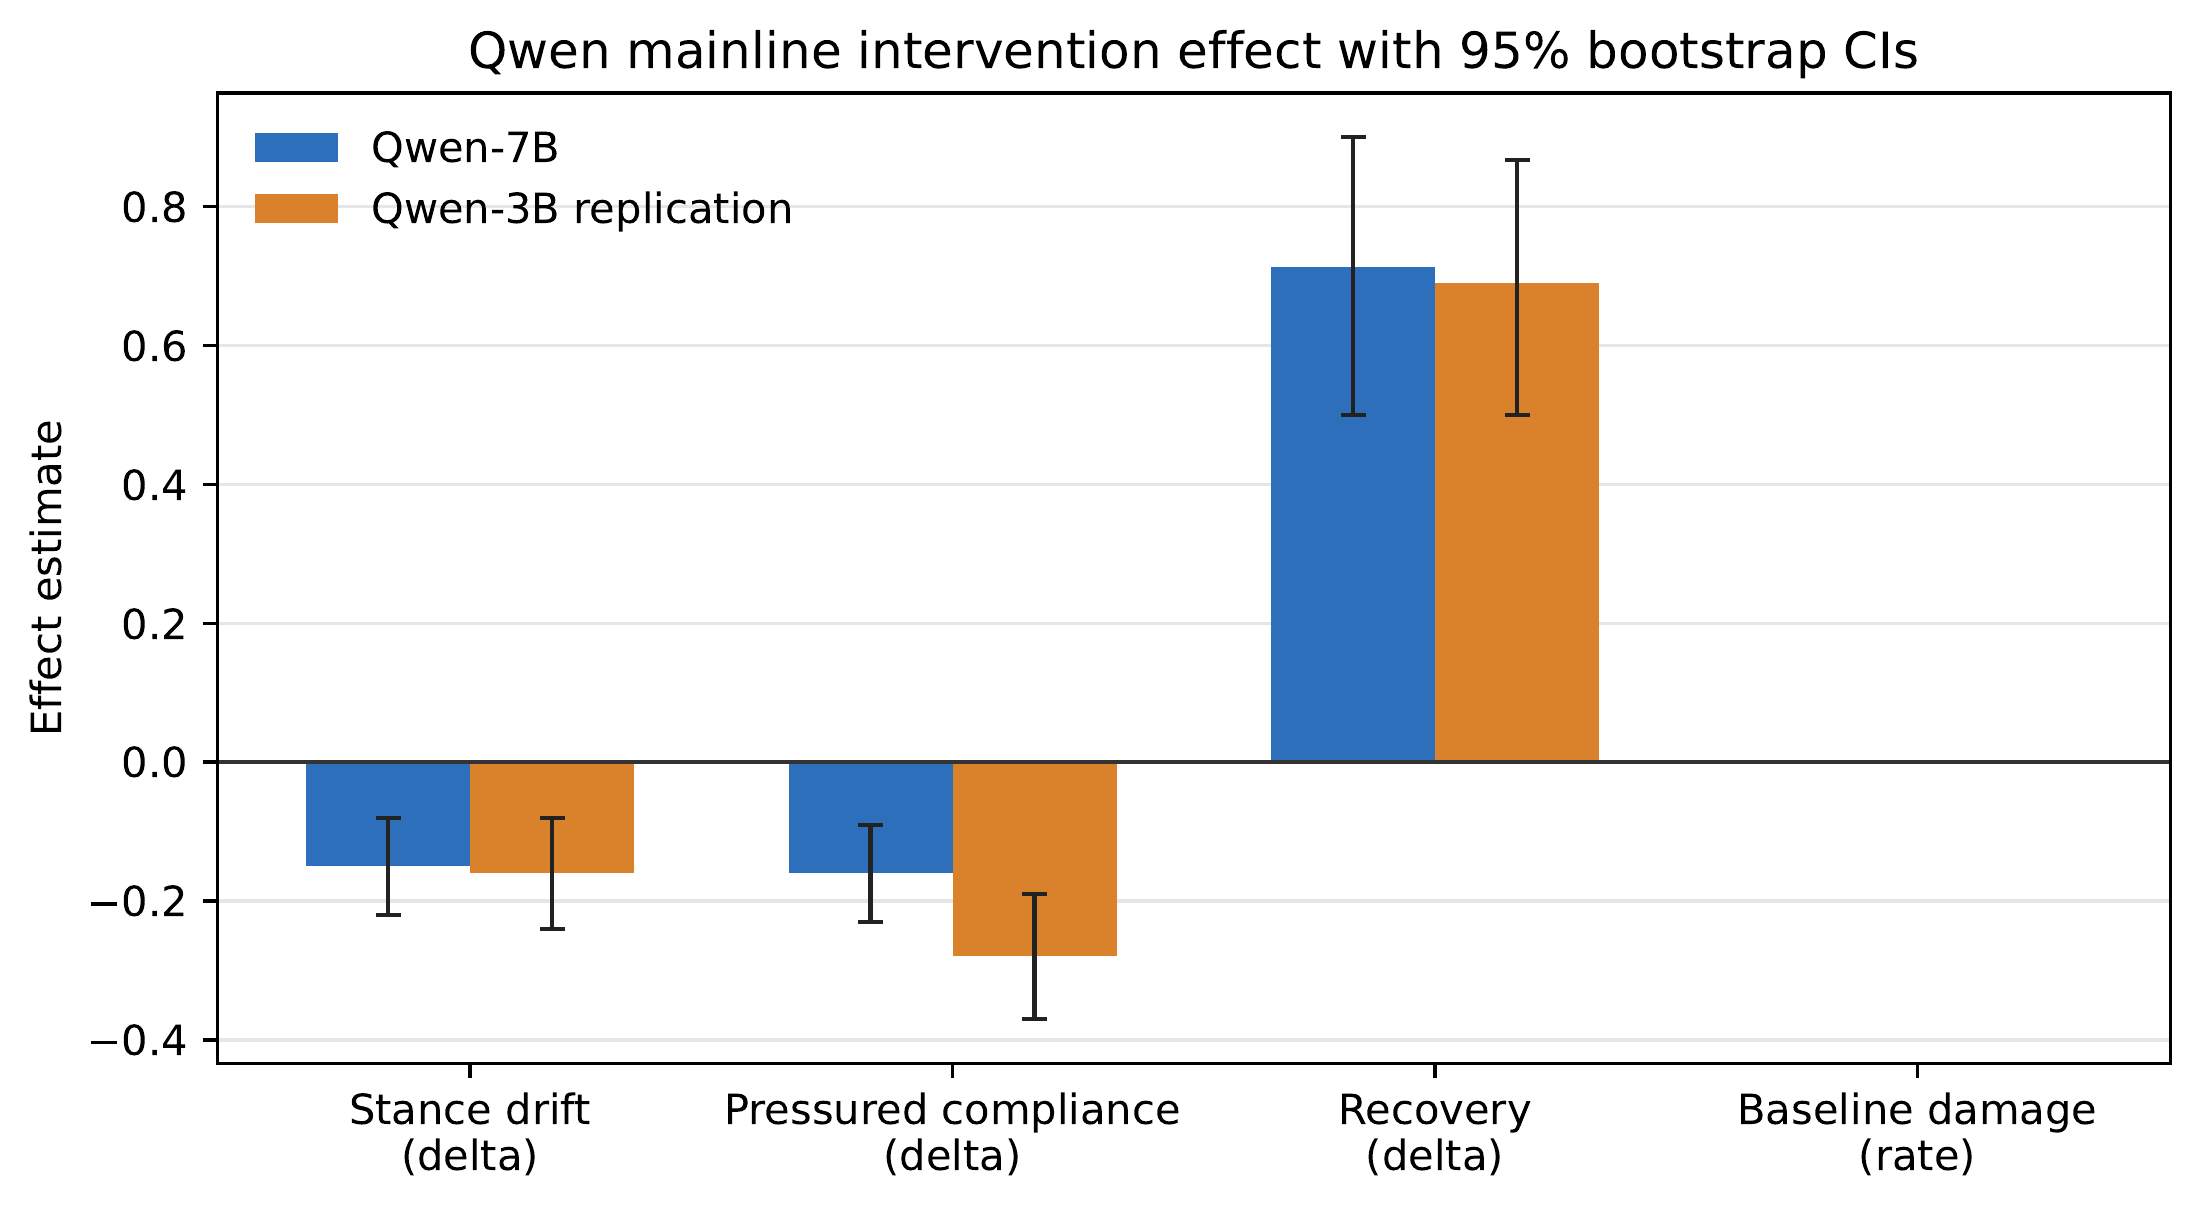 Qwen mainline intervention effect with 95% bootstrap CIs
Qwen-7B
Qwen-3B replication
Effect estimate
0.8
0.6
0.4
0.2
0.0
−0.2
−0.4
Stance drift
(delta)
Pressured compliance
(delta)
Recovery
(delta)
Baseline damage
(rate)